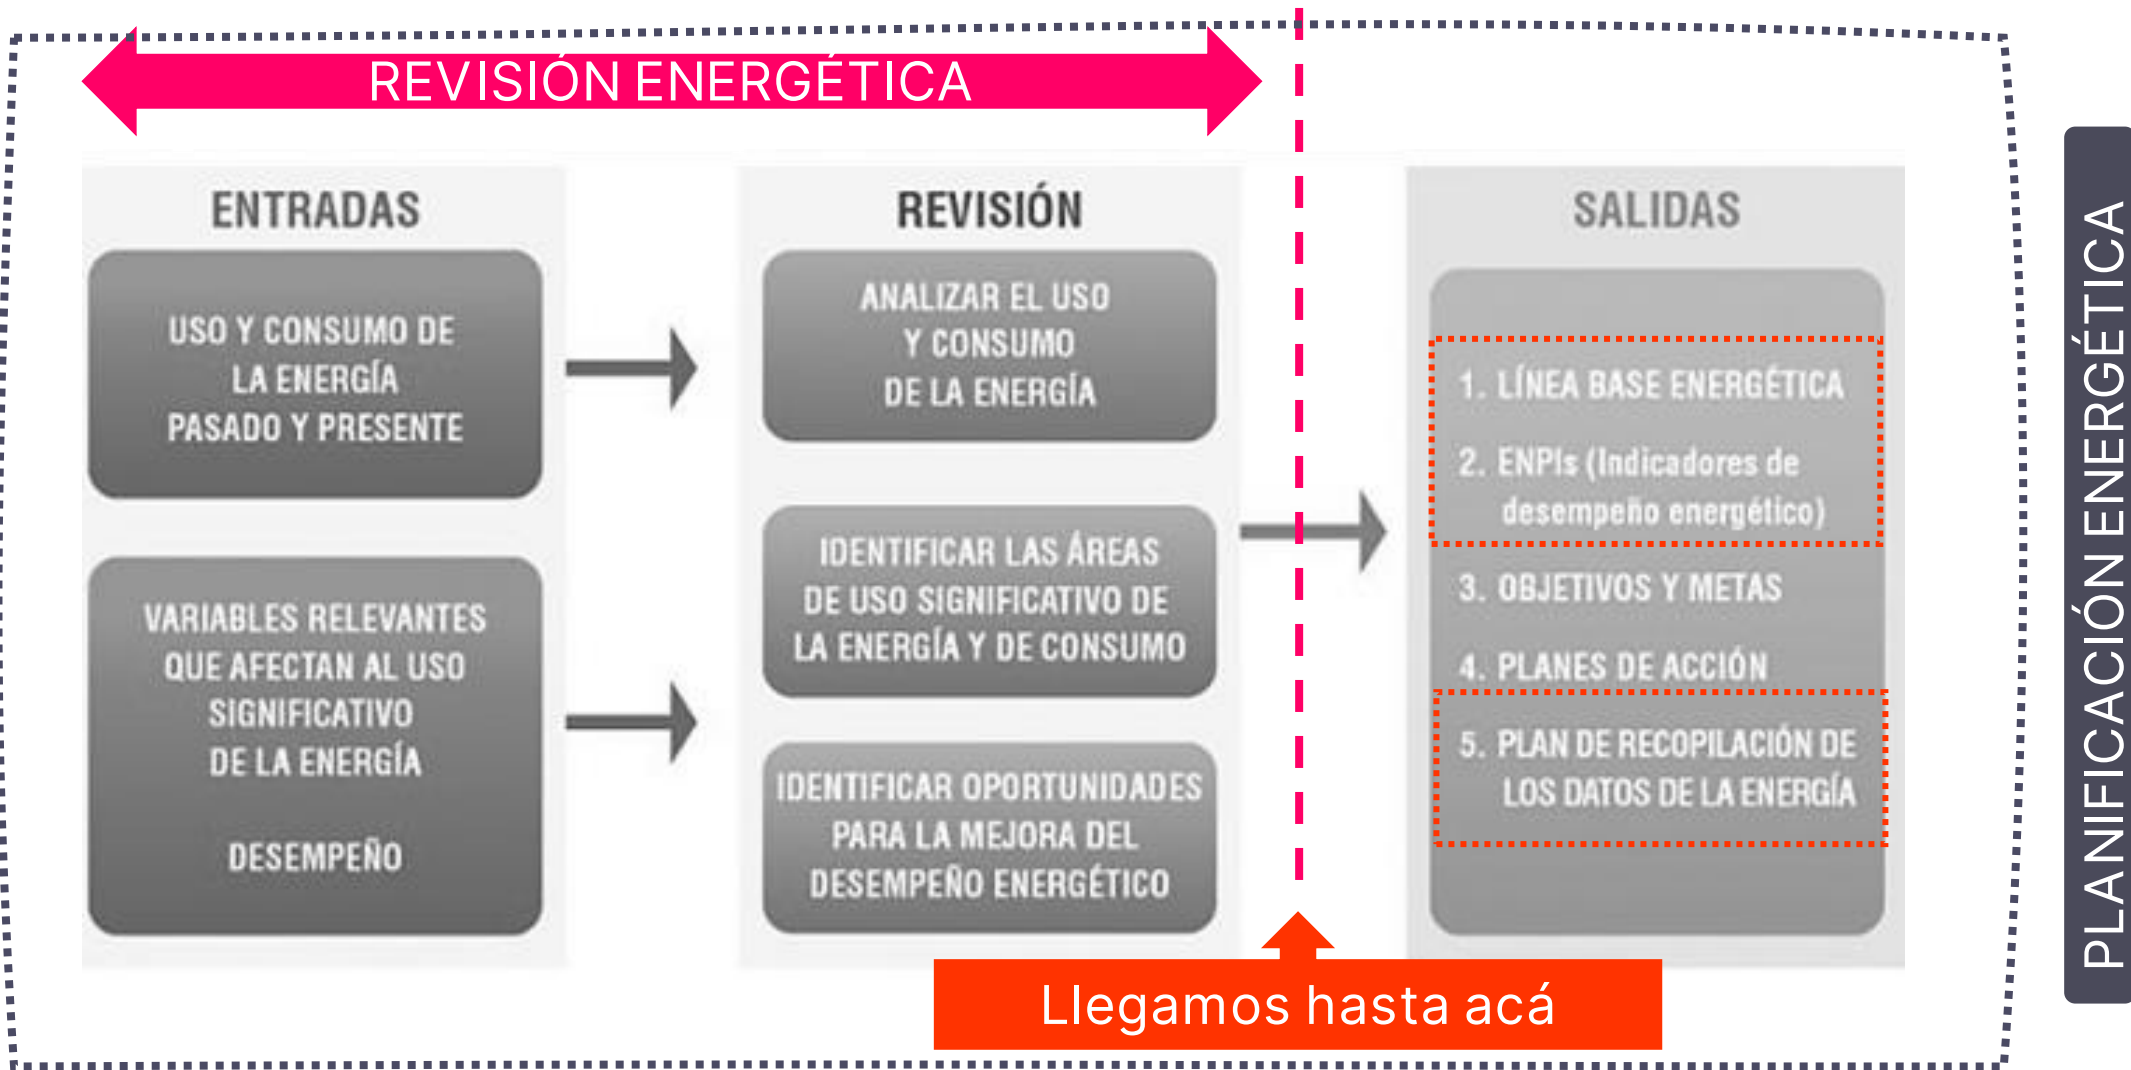 REVISIÓN ENERGÉTICA
ENTRADAS
USO Y CONSUMO DE
LA ENERGÍA
PASADO Y PRESENTE
VARIABLES RELEVANTES
QUE AFECTAN AL USO
SIGNIFICATIVO
DE LA ENERGÍA
DESEMPEÑO
REVISIÓN
ANALIZAR EL USO
Y CONSUMO
DE LA ENERGÍA
IDENTIFICAR LAS ÁREAS
DE USO SIGNIFICATIVO DE
LA ENERGÍA Y DE CONSUMO
IDENTIFICAR OPORTUNIDADES
PARA LA MEJORA DEL
DESEMPEÑO ENERGÉTICO
SALIDAS
1. LÍNEA BASE ENERGÉTICA
2. ENPIs (Indicadores de
desempeño energético)
3. OBJETIVOS Y METAS
4. PLANES DE ACCIÓN
5. PLAN DE RECOPILACIÓN DE
LOS DATOS DE LA ENERGÍA
Llegamos hasta acá
PLANIFICACIÓN ENERGÉTICA